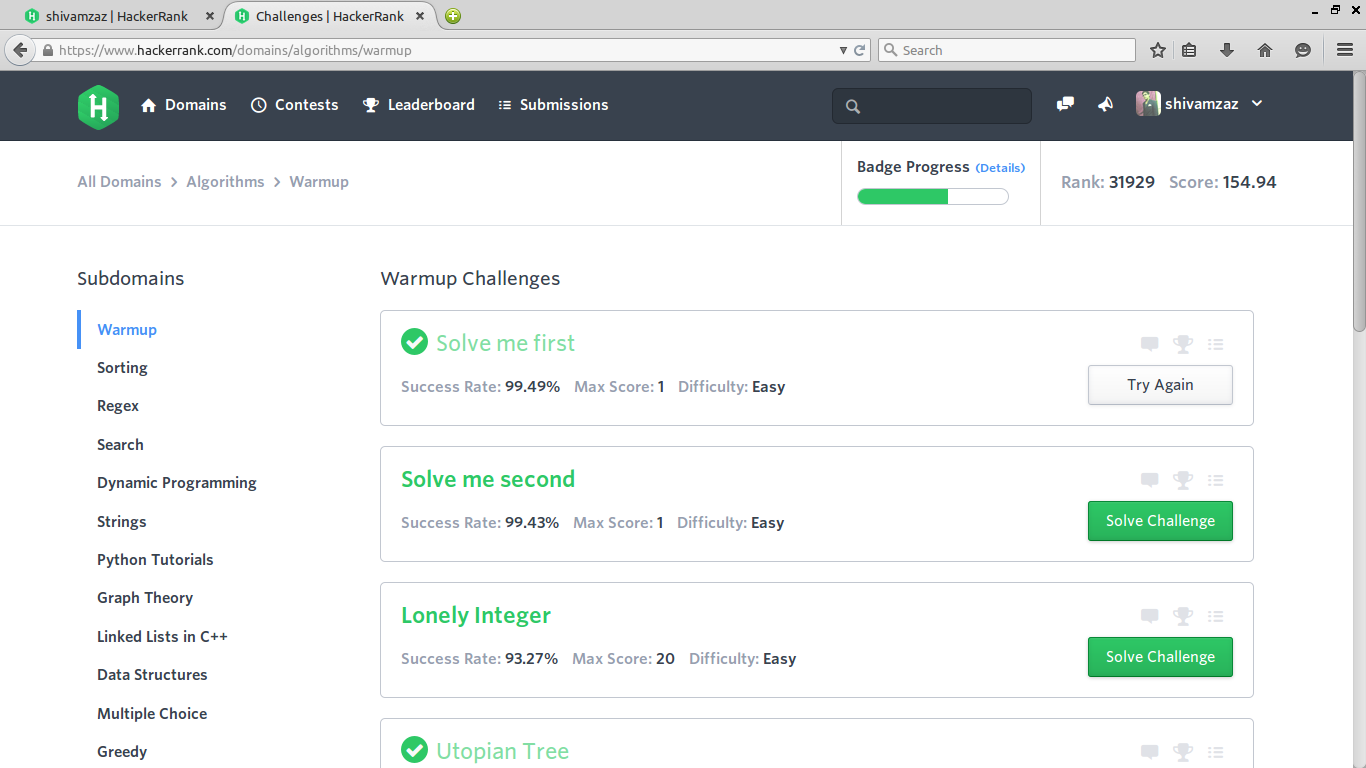 shivamzaz | HackerRank
Challenges | HackerRank
https://www.hackerrank.com/domains/algorithms/warmup
Search
H
Domains
Contests
Leaderboard
Submissions
shivamzaz
All Domains > Algorithms > Warmup
Badge Progress (Details)
Rank: 31929 Score: 154.94
Subdomains
Warmup
Sorting
Regex
Search
Dynamic Programming
Strings
Python Tutorials
Graph Theory
Linked Lists in C++
Data Structures
Multiple Choice
Greedy
Warmup Challenges
Solve me first
Success Rate: 99.49% Max Score: 1 Difficulty: Easy
Try Again
Solve me second
Success Rate: 99.43% Max Score: 1 Difficulty: Easy
Solve Challenge
Lonely Integer
Success Rate: 93.27% Max Score: 20 Difficulty: Easy
Solve Challenge
Utopian Tree